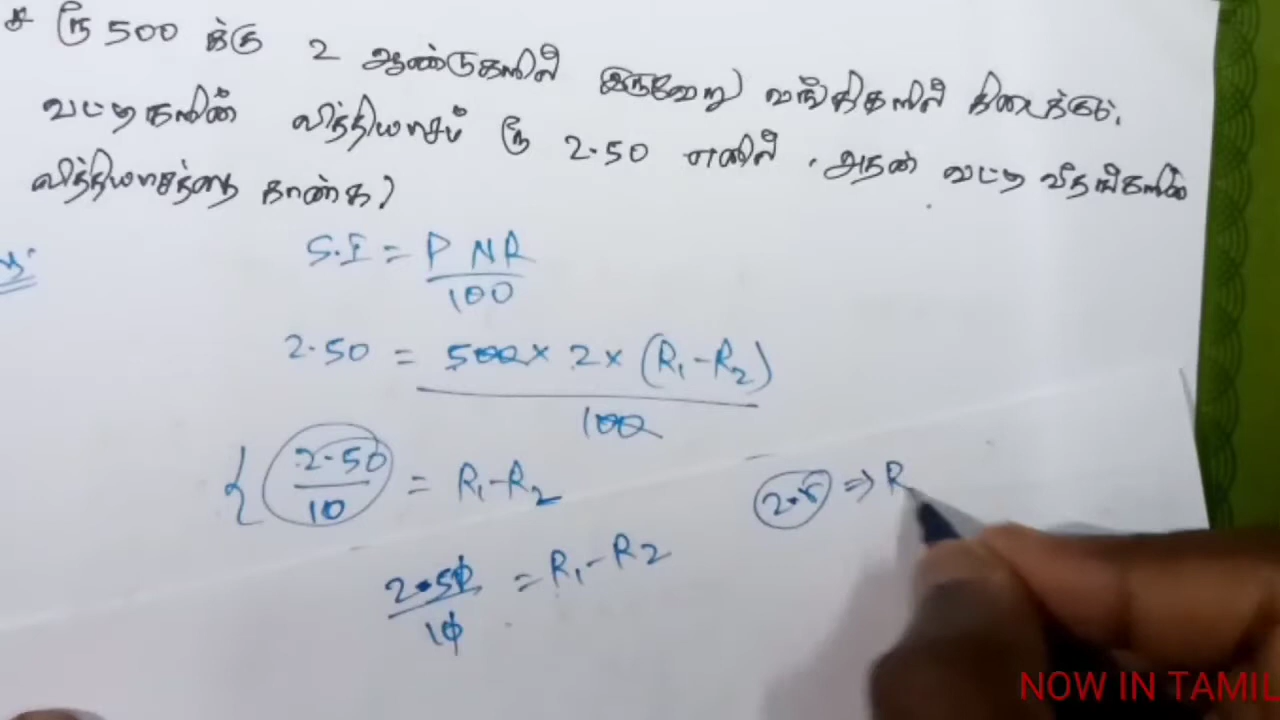 * ரூ 500 க்கு 2 ஆண்டுகளில் இருவேறு வங்கிகளில் கிடைக்கும்.
வட்டிகளின் வித்தியாசம் ரூ 2.50 எனில். அதன் வட்டி வீதங்களின்
வித்தியாசத்தை காண்க?
S.I = P N R
100
2.50 = 500 × 2 × (R₁-R₂)
100
{ 2.50 = R₁-R₂
10
2.5 ⇒ R
2.50 = R₁-R₂
10
NOW IN TAMIL